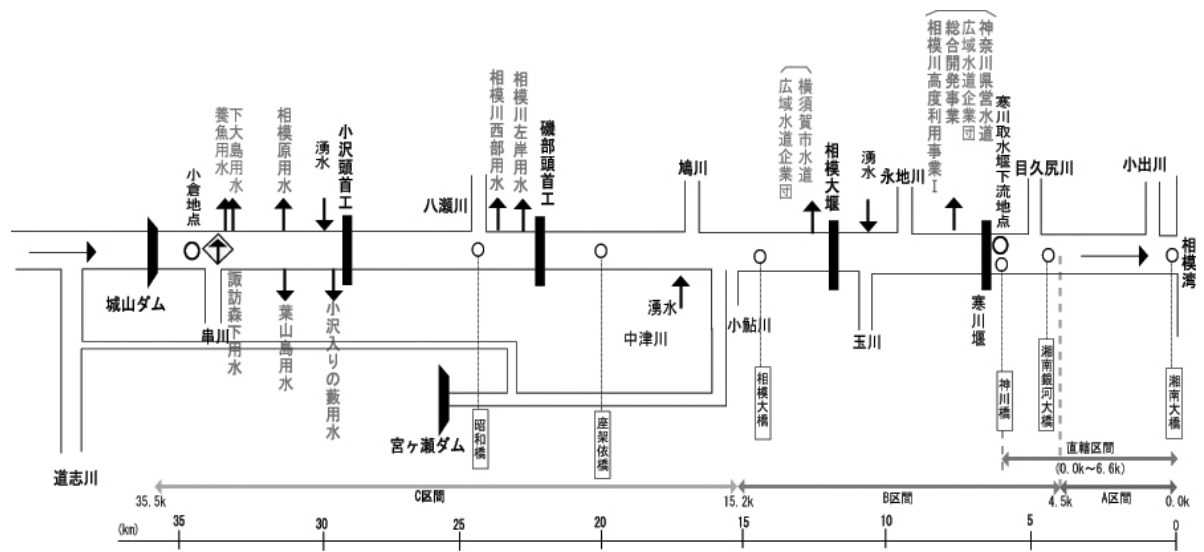 神奈川県営水道
広域水道企業団
総合開発事業
相模川高度利用事業Ⅰ
横須賀市水道
広域水道企業団
寒川取水堰下流地点
小出川
目久尻川
永地川
湧水
相模大堰
鳩川
磯部頭首工
相模川左岸用水
相模川西部用水
八瀬川
小沢頭首工
湧水
相模原用水
下大島用水
養魚用水
小倉地点
相模湾
城山ダム
串川
諏訪森下用水
葉山島用水
小沢入りの藪用水
湧水
中津川
小鮎川
玉川
寒川堰
宮ヶ瀬ダム
道志川
昭和橋
座架依橋
相模大橋
神川橋
湘南銀河大橋
湘南大橋
直轄区間
(0.0k～6.6k)
C区間
B区間
A区間
35.5k
15.2k
4.5k
0.0k
(km)
35
30
25
20
15
10
5
0